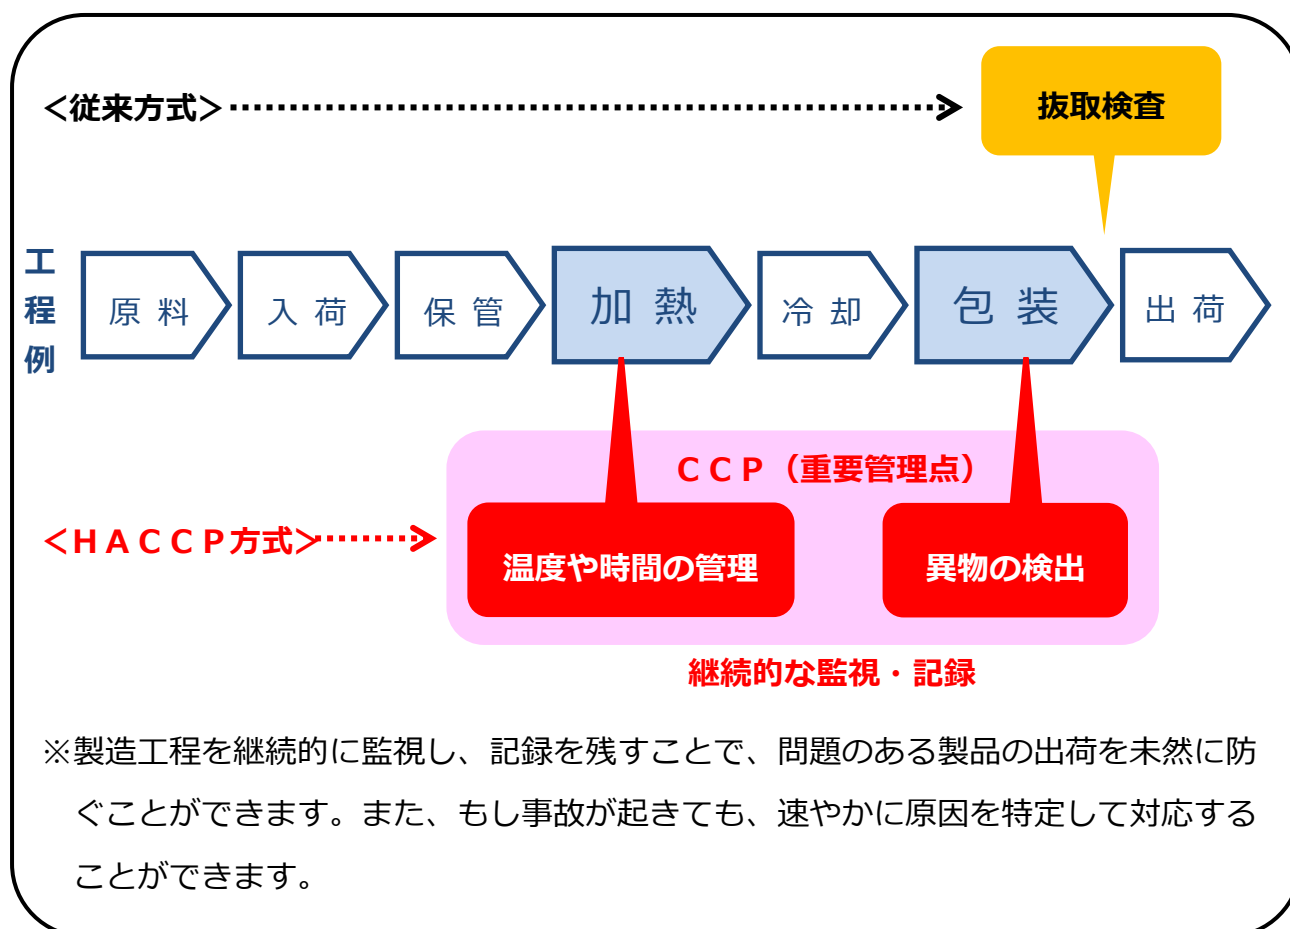 <従来方式>
抜取検査
工程例
原料
入荷
保管
加熱
冷却
包装
出荷
CCP(重要管理点)
<HACCP方式>
温度や時間の管理
異物の検出
継続的な監視・記録
※製造工程を継続的に監視し、記録を残すことで、問題のある製品の出荷を未然に防
ぐことができます。また、もし事故が起きても、速やかに原因を特定して対応する
ことができます。